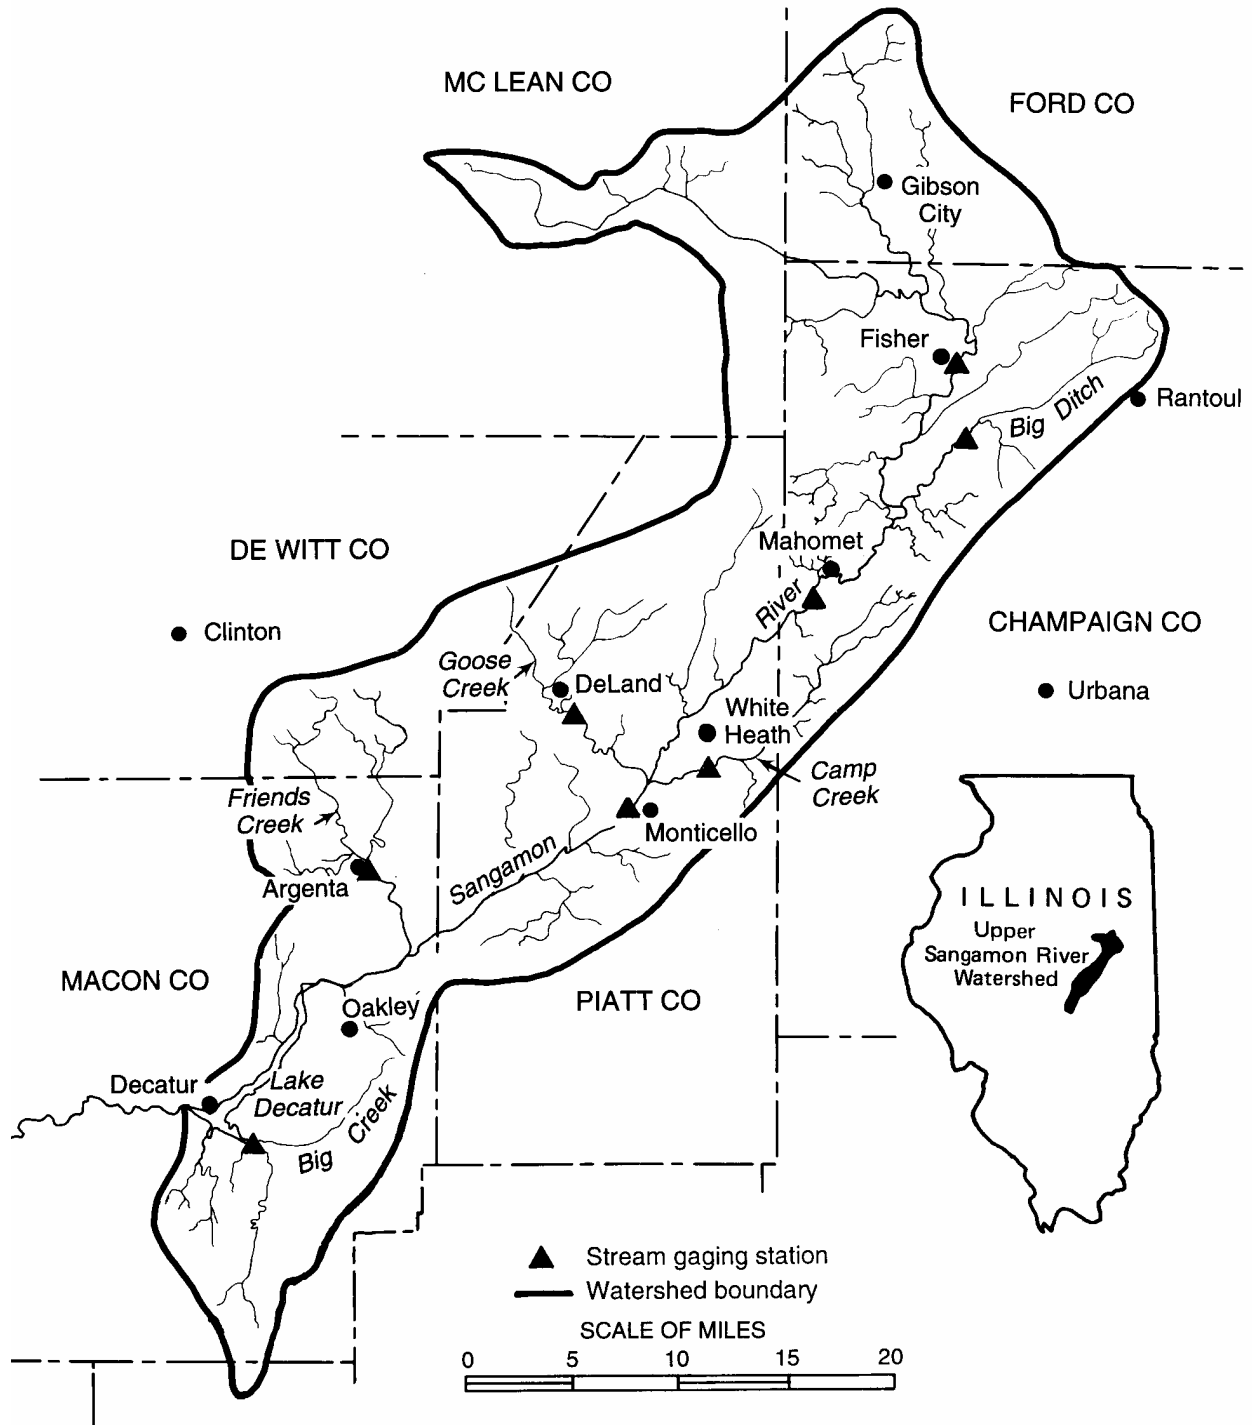 MC LEAN CO
FORD CO
Gibson
City
Fisher
Rantoul
Big Ditch
DE WITT CO
Mahomet
River
Clinton
CHAMPAIGN CO
Goose
Creek
DeLand
Urbana
White
Heath
Camp
Creek
Friends
Creek
Monticello
Argenta
Sangamon
ILLINOIS
Upper
Sangamon River
Watershed
MACON CO
PIATT CO
Oakley
Decatur
Lake
Decatur
Big Creek
Stream gaging station
Watershed boundary
SCALE OF MILES
0 5 10 15 20